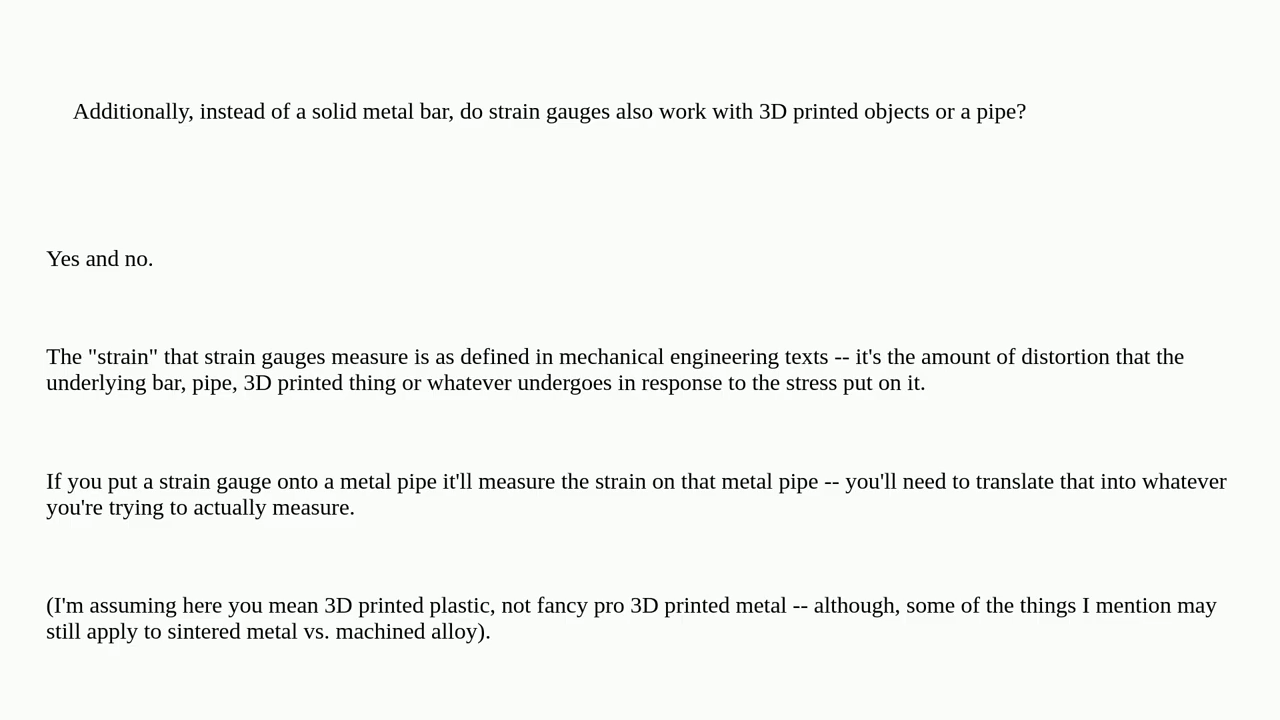 Additionally, instead of a solid metal bar, do strain gauges also work with 3D printed objects or a pipe?
Yes and no.
The "strain" that strain gauges measure is as defined in mechanical engineering texts -- it's the amount of distortion that the
underlying bar, pipe, 3D printed thing or whatever undergoes in response to the stress put on it.
If you put a strain gauge onto a metal pipe it'll measure the strain on that metal pipe -- you'll need to translate that into whatever
you're trying to actually measure.
(I'm assuming here you mean 3D printed plastic, not fancy pro 3D printed metal -- although, some of the things I mention may
still apply to sintered metal vs. machined alloy).